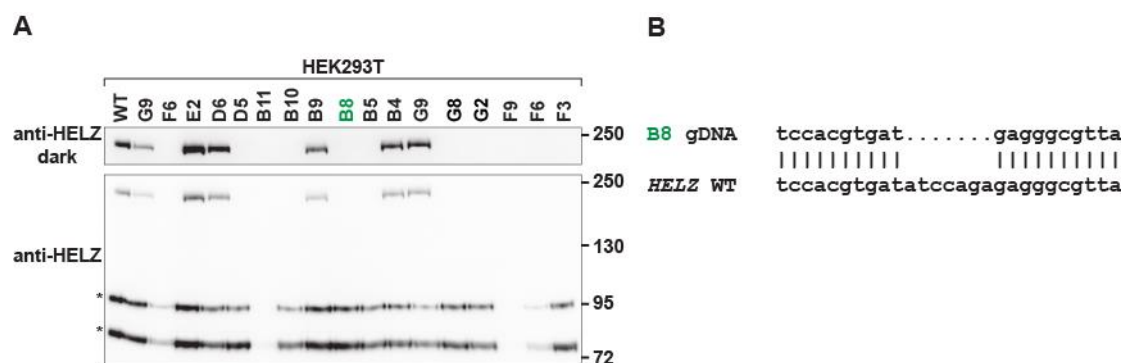 A
HEK293T
WT G9 F6 E2 D6 D5 B11 B10 B9 B8 B5 B4 G9 G8 G2 F9 F6 F3
anti-HELZ
dark
250
250
anti-HELZ
130
* 95
*
72
B
B8 gDNA tccacgtgat.......gagggcgtta
|||||||||| ||||||||||
HELZ WT tccacgtgatatccagagagggcgtta